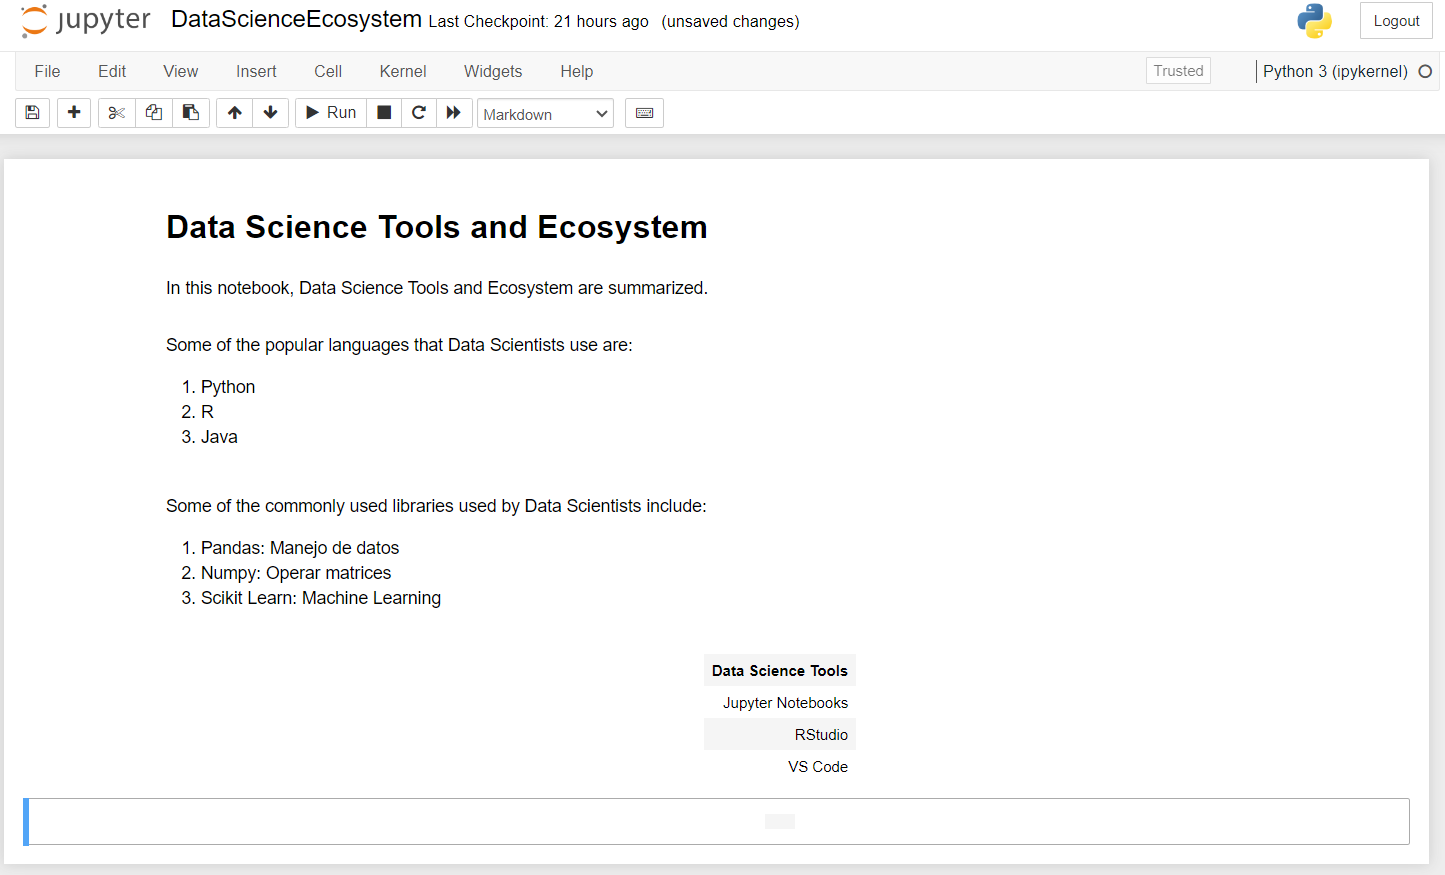 jupyter DataScienceEcosystem Last Checkpoint: 21 hours ago (unsaved changes) Logout
File Edit View Insert Cell Kernel Widgets Help Trusted Python 3 (ipykernel)
Run Markdown
Data Science Tools and Ecosystem
In this notebook, Data Science Tools and Ecosystem are summarized.
Some of the popular languages that Data Scientists use are:
1. Python
2. R
3. Java
Some of the commonly used libraries used by Data Scientists include:
1. Pandas: Manejo de datos
2. Numpy: Operar matrices
3. Scikit Learn: Machine Learning
Data Science Tools
Jupyter Notebooks
RStudio
VS Code